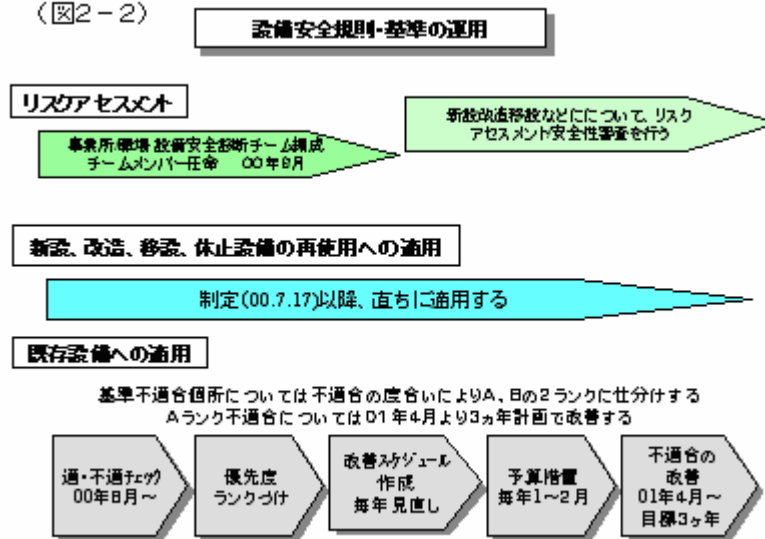 （図２－２）
設備安全規則・基準の運用
リスクアセスメント
新設改造移設などにについて、リスク
アセスメント安全性審査を行う
事業所/環境・設備安全診断チーム構成
チームメンバー任命　00年8月
新設、改造、移設、休止設備の再使用への適用
制定(00.7.17)以降、直ちに適用する
既存設備への適用
基準不適合個所については不適合の度合いによりA、Bの2ランクに仕分けする
Aランク不適合については01年4月より3ヵ年計画で改善する
適・不適チェック
00年8月～
優先度
ランクづけ
改善スケジュール
作成
毎年見直し
予算措置
毎年1～2月
不適合の
改善
01年4月～
目標3ヶ年